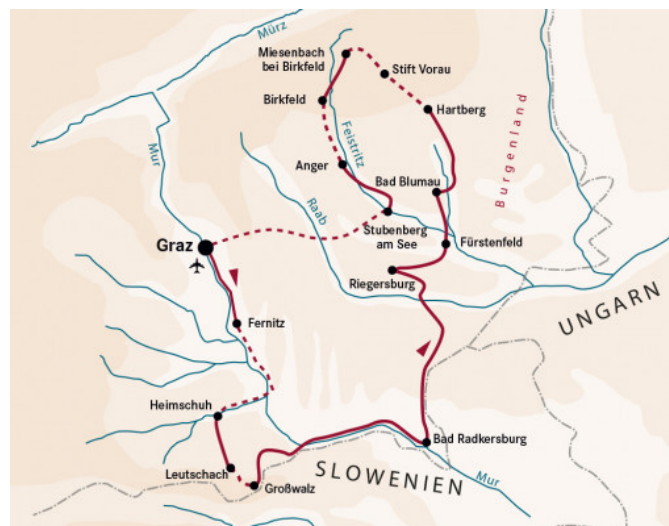 Mürz
Miesenbach
bei Birkfeld
Stift Vorau
Birkfeld
Hartberg
Feistritz
Burgenland
Mur
Anger
Bad Blumau
Raab
Stubenberg
am See
Graz
Fürstenfeld
Riegersburg
UNGARN
Fernitz
Heimschuh
Bad Radkersburg
Leutschach
SLOWENIEN
Großwalz
Mur